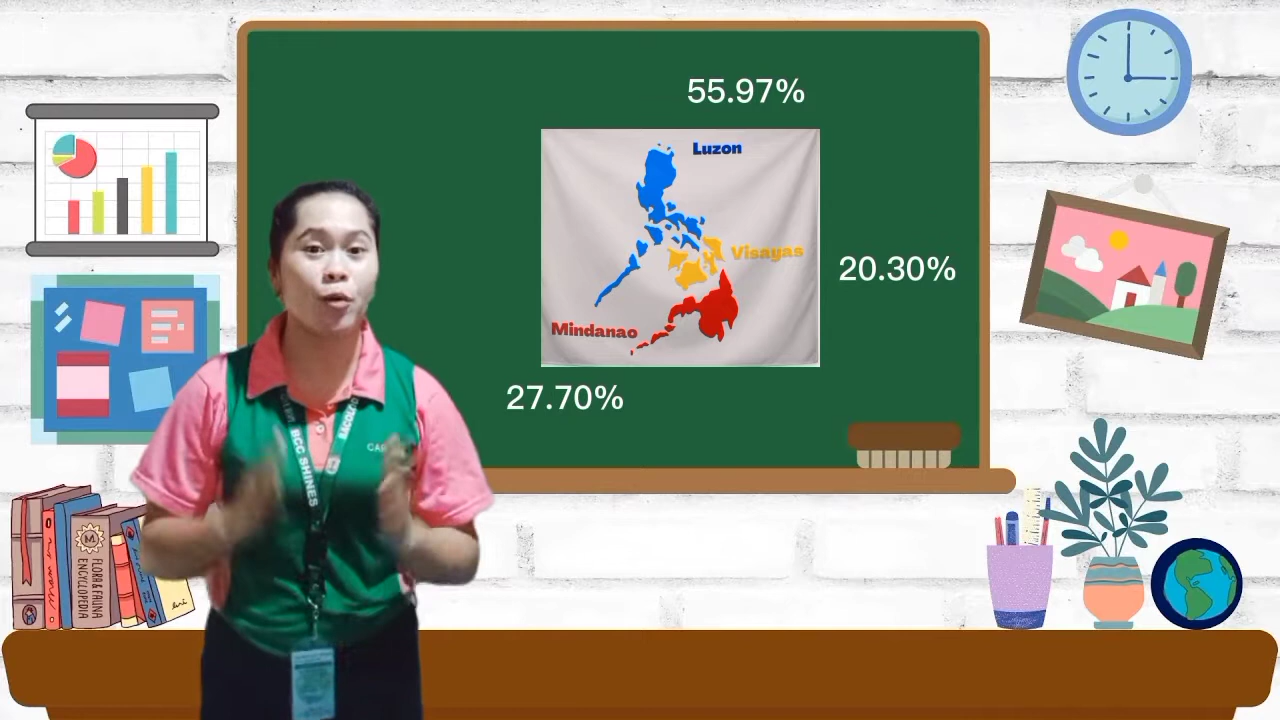 55.97%
Luzon
Visayas
20.30%
Mindanao
27.70%
BCC SHINES
FLORA & FAUNA
ENCYCLOPEDIA
M